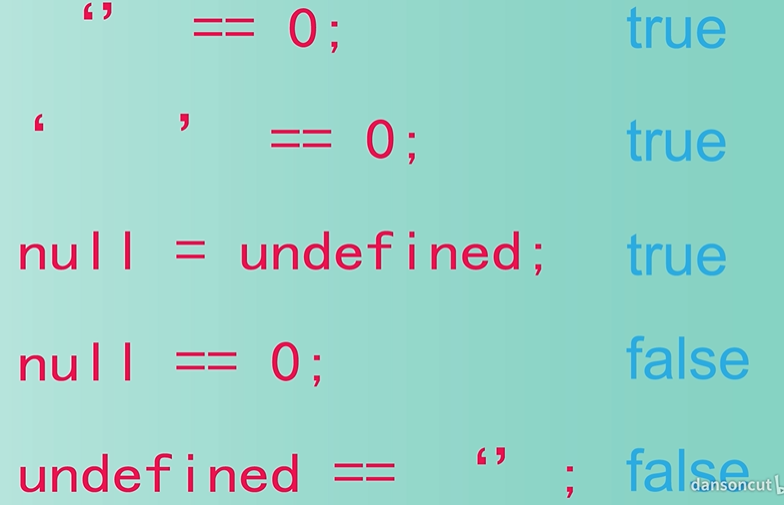 ‘’ == 0; true
‘ ’ == 0; true
null = undefined; true
null == 0; false
undefined == ‘’ ; false
dansoncut